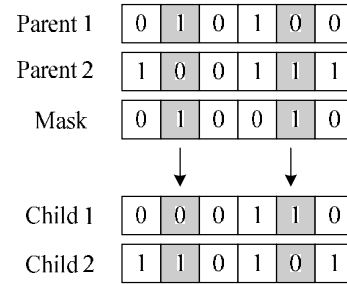 Parent 1 0 1 0 1 0 0
Parent 2 1 0 0 1 1 1
Mask 0 1 0 0 1 0
Child 1 0 0 0 1 1 0
Child 2 1 1 0 1 0 1